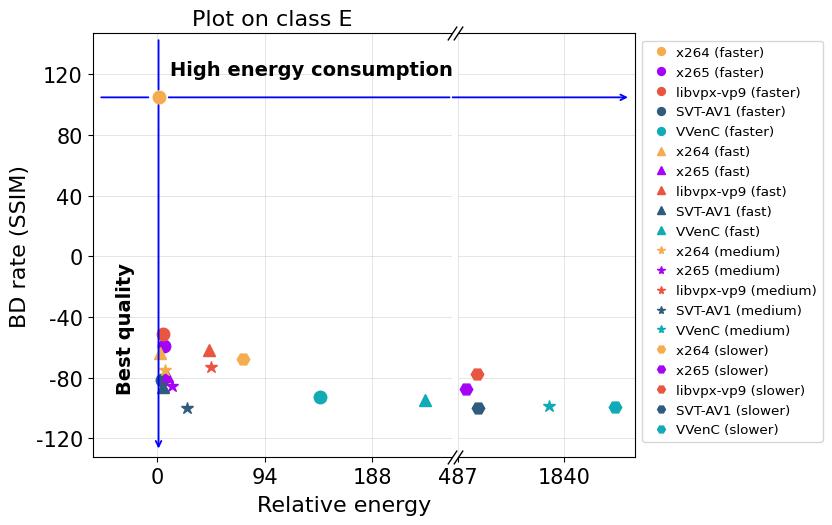 Plot on class E
High energy consumption
Best quality
BD rate (SSIM)
120
80
40
0
-40
-80
-120
0
94
188
487
1840
Relative energy
x264 (faster)
x265 (faster)
libvpx-vp9 (faster)
SVT-AV1 (faster)
VVenC (faster)
x264 (fast)
x265 (fast)
libvpx-vp9 (fast)
SVT-AV1 (fast)
VVenC (fast)
x264 (medium)
x265 (medium)
libvpx-vp9 (medium)
SVT-AV1 (medium)
VVenC (medium)
x264 (slower)
x265 (slower)
libvpx-vp9 (slower)
SVT-AV1 (slower)
VVenC (slower)